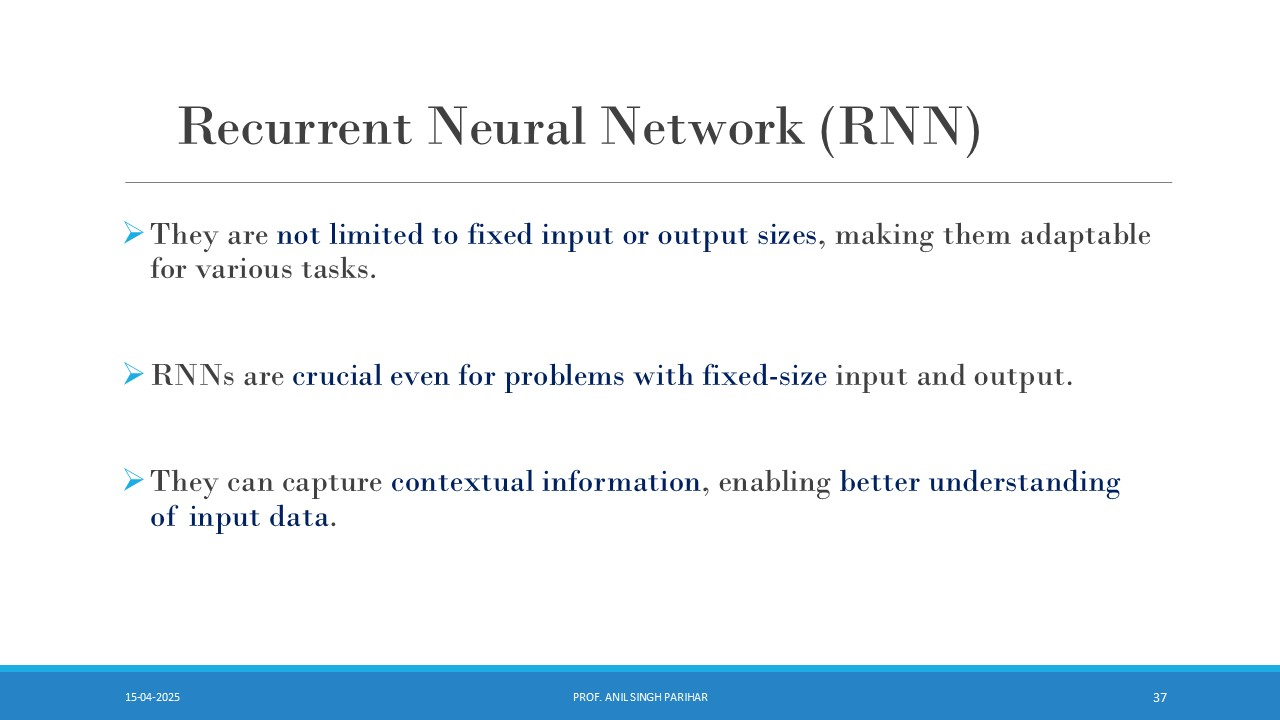 Recurrent Neural Network (RNN)
➢ They are not limited to fixed input or output sizes, making them adaptable
for various tasks.
➢ RNNs are crucial even for problems with fixed-size input and output.
➢ They can capture contextual information, enabling better understanding
of input data.
15-04-2025
PROF. ANIL SINGH PARIHAR
37